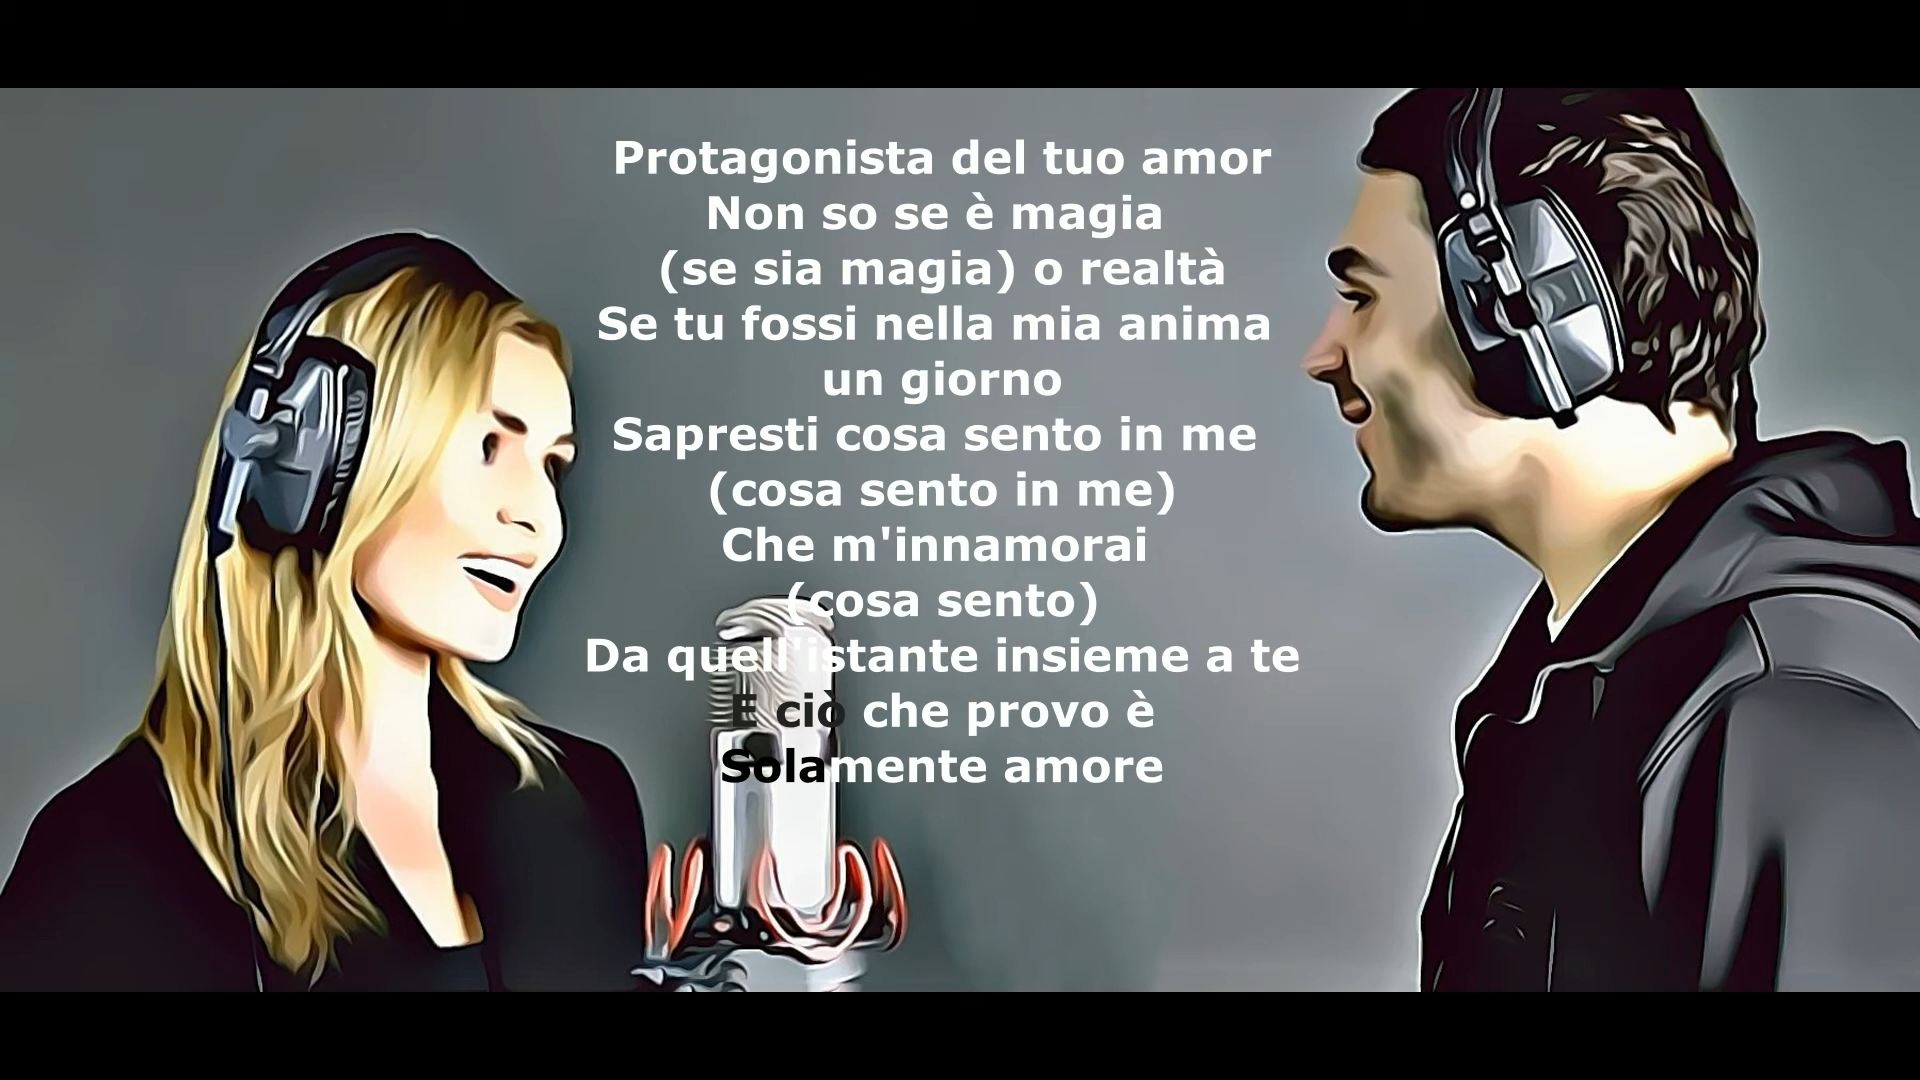 Protagonista del tuo amor
Non so se è magia
(se sia magia) o realtà
Se tu fossi nella mia anima
un giorno
Sapresti cosa sento in me
(cosa sento in me)
Che m'innamorai
(cosa sento)
Da quell'istante insieme a te
E ciò che provo è
Solamente amore